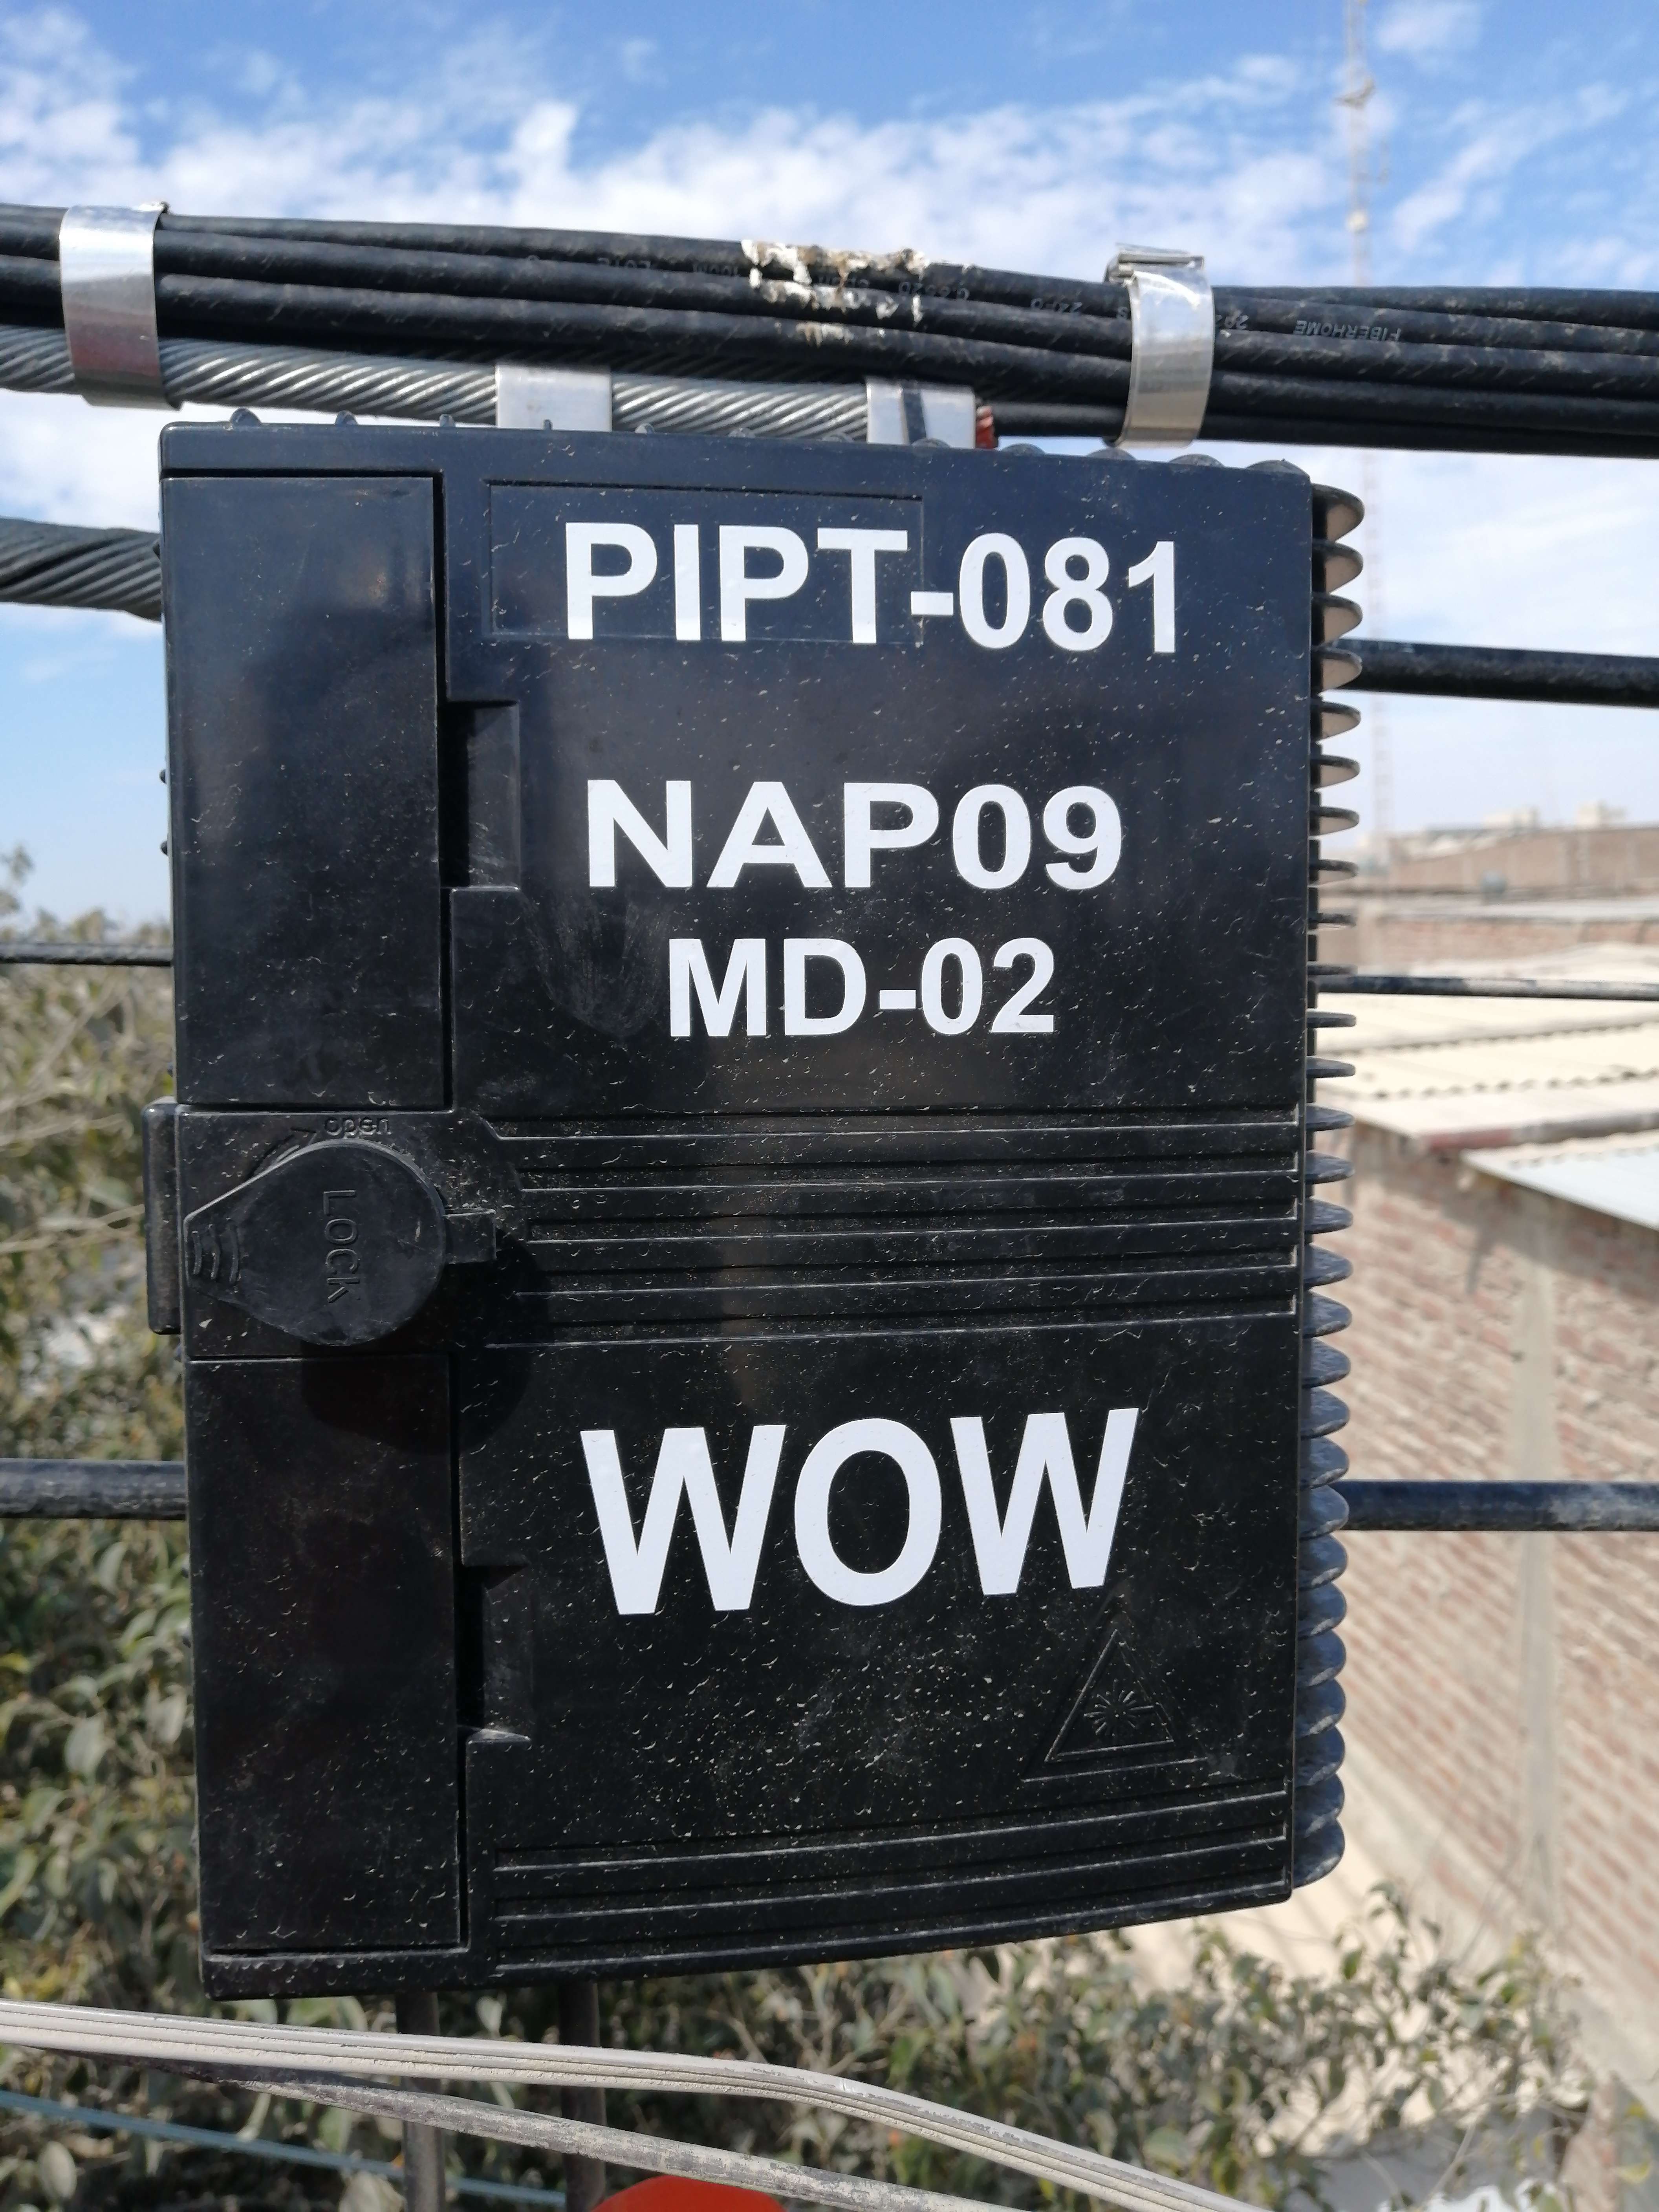 FIBERHOME
PIPT-081
NAP09
MD-02
open
LOCK
WOW